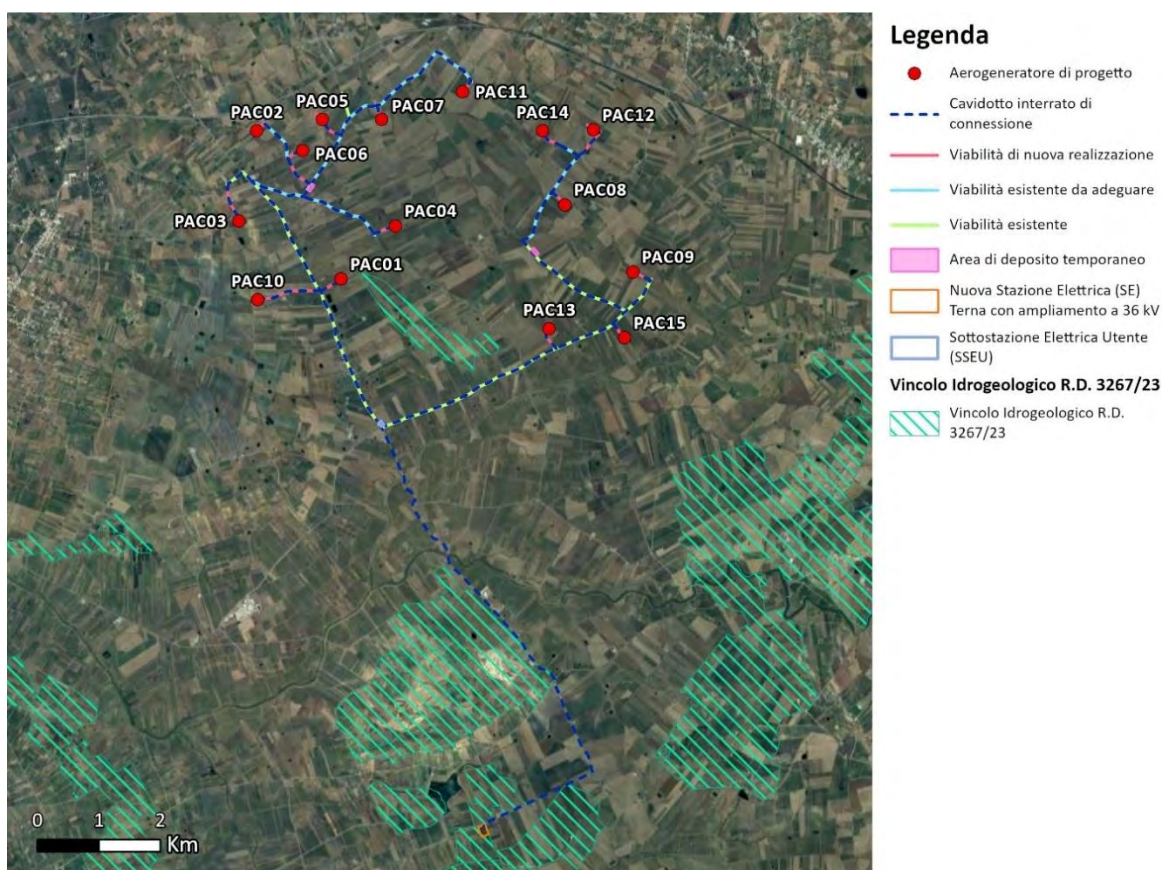 PAC11
PAC05
PAC07
PAC02
PAC14
PAC12
PAC06
PAC08
PAC04
PAC03
PAC09
PAC01
PAC10
PAC13
PAC15
0 1 2
Km
Legenda
Aerogeneratore di progetto
Cavidotto interrato di
connessione
Viabilità di nuova realizzazione
Viabilità esistente da adeguare
Viabilità esistente
Area di deposito temporaneo
Nuova Stazione Elettrica (SE)
Terna con ampliamento a 36 kV
Sottostazione Elettrica Utente
(SSEU)
Vincolo Idrogeologico R.D. 3267/23
Vincolo Idrogeologico R.D.
3267/23